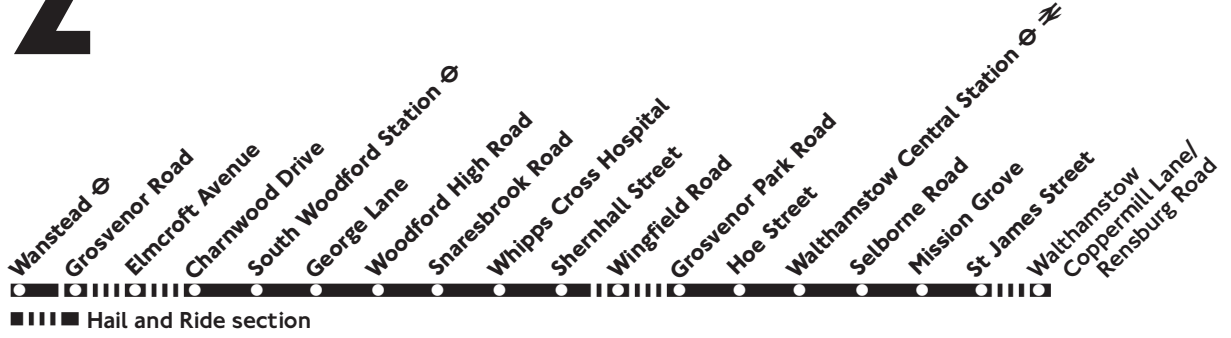 Wanstead
Grosvenor Road
Elmcroft Avenue
Charnwood Drive
South Woodford Station
George Lane
Woodford High Road
Snaresbrook Road
Whipps Cross Hospital
Shernhall Street
Wingfield Road
Grosvenor Park Road
Hoe Street
Walthamstow Central Station
Selborne Road
Mission Grove
St James Street
Walthamstow
Coppermill Lane/
Rensburg Road
Hail and Ride section